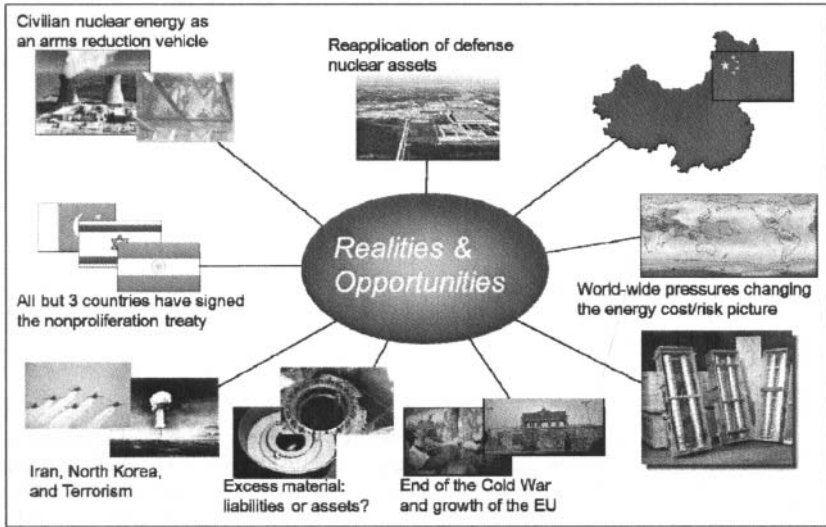 Civilian nuclear energy as
an arms reduction vehicle
Reapplication of defense
nuclear assets
Realities &
Opportunities
All but 3 countries have signed
the nonproliferation treaty
World-wide pressures changing
the energy cost/risk picture
Iran, North Korea,
and Terrorism
Excess material:
liabilities or assets?
End of the Cold War
and growth of the EU